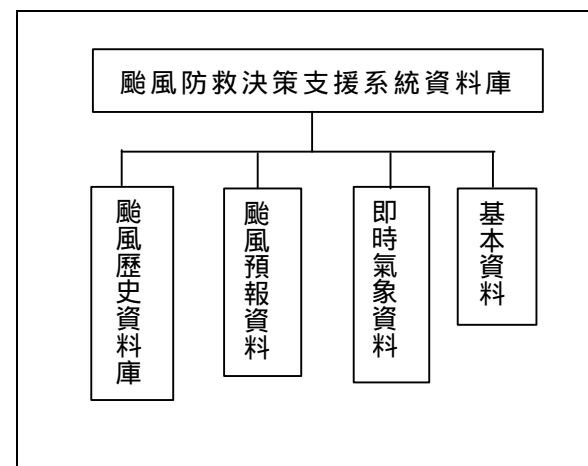 颱風防救決策支援系統資料庫
颱風歷史資料庫
颱風預報資料
即時氣象資料
基本資料